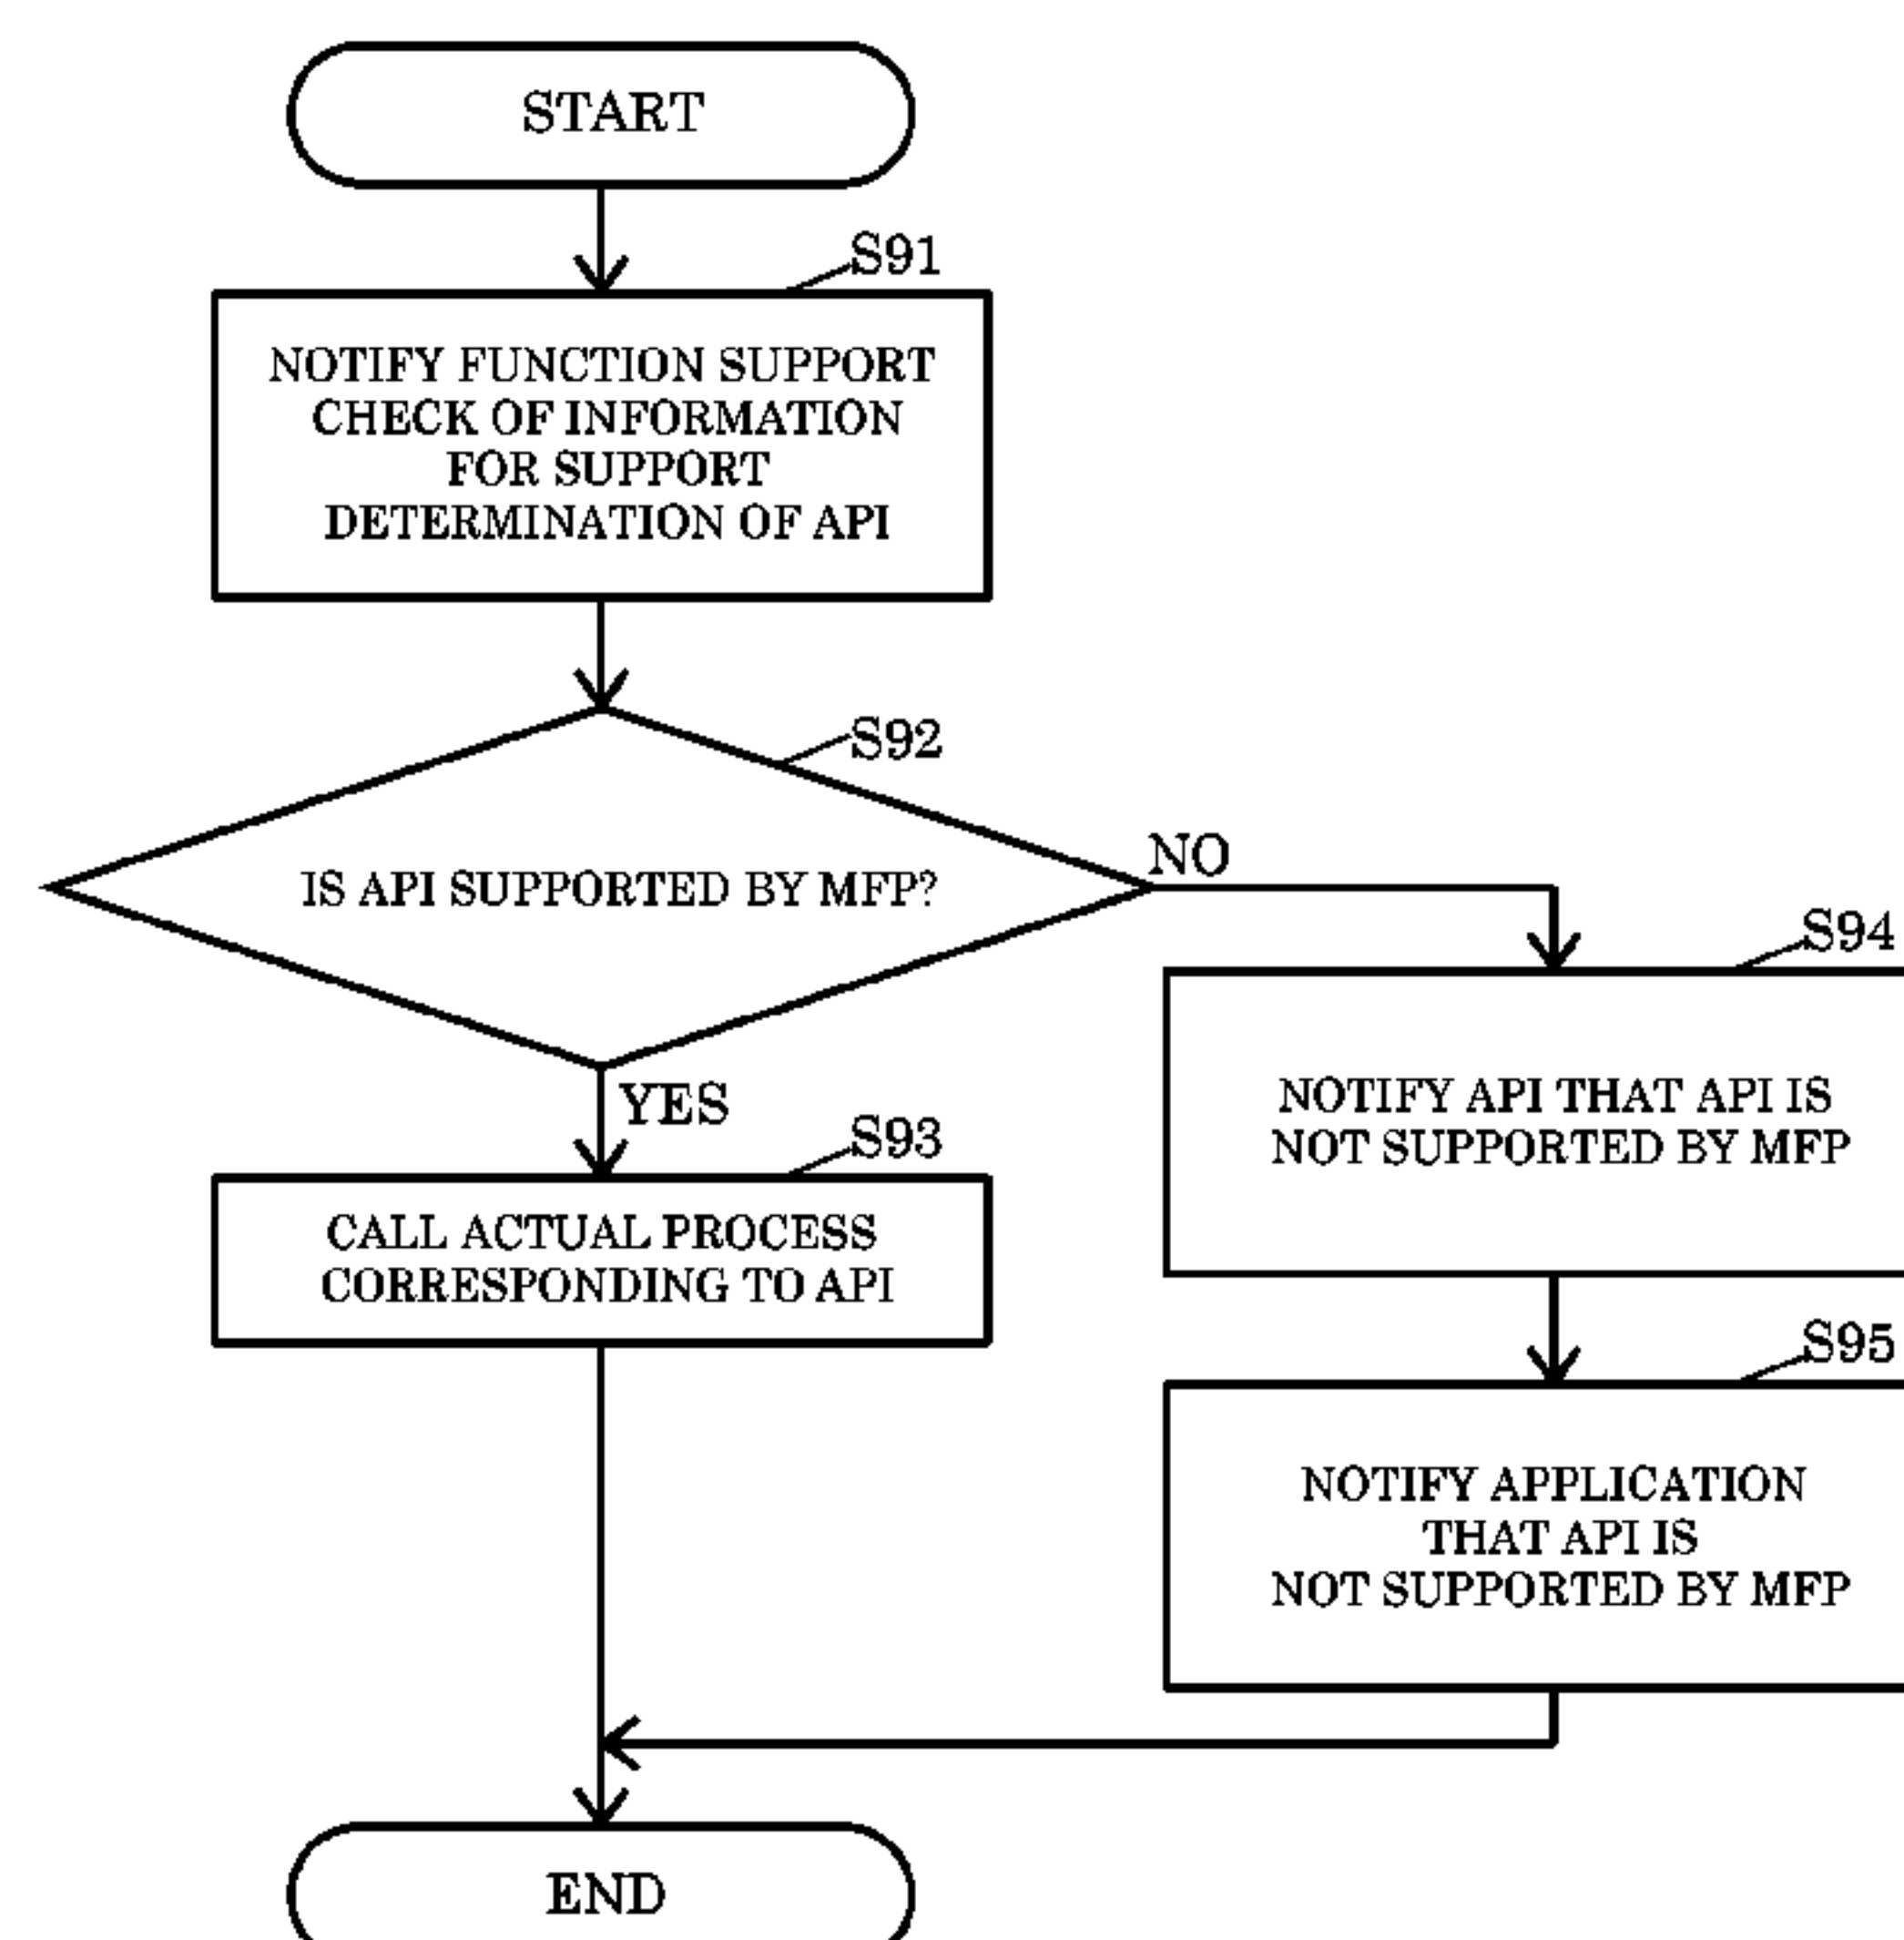 START
S91
NOTIFY FUNCTION SUPPORT
CHECK OF INFORMATION
FOR SUPPORT
DETERMINATION OF API
S92
IS API SUPPORTED BY MFP?
NO
YES
S93
CALL ACTUAL PROCESS
CORRESPONDING TO API
S94
NOTIFY API THAT API IS
NOT SUPPORTED BY MFP
S95
NOTIFY APPLICATION
THAT API IS
NOT SUPPORTED BY MFP
END